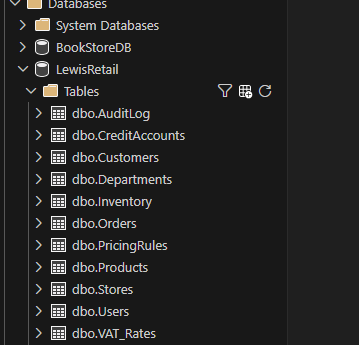 Databases
System Databases
BookStoreDB
LewisRetail
Tables
dbo.AuditLog
dbo.CreditAccounts
dbo.Customers
dbo.Departments
dbo.Inventory
dbo.Orders
dbo.PricingRules
dbo.Products
dbo.Stores
dbo.Users
dbo.VAT_Rates